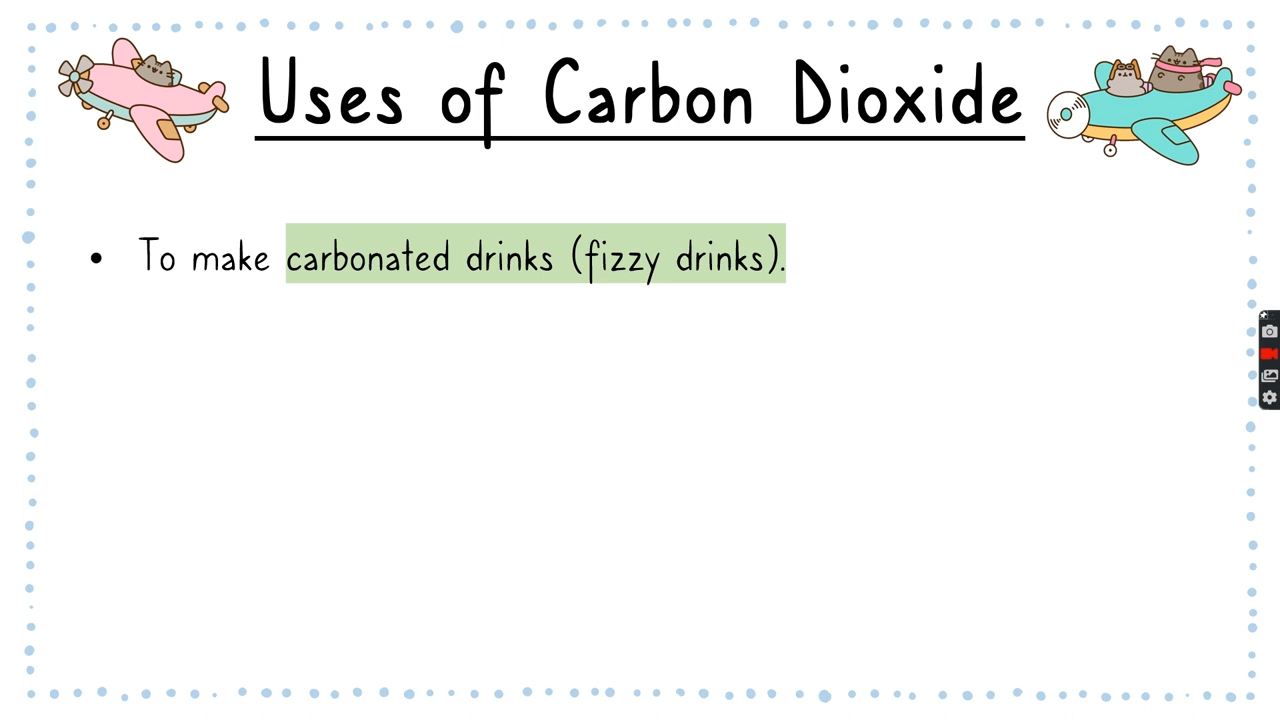 Uses of Carbon Dioxide
• To make carbonated drinks (fizzy drinks).